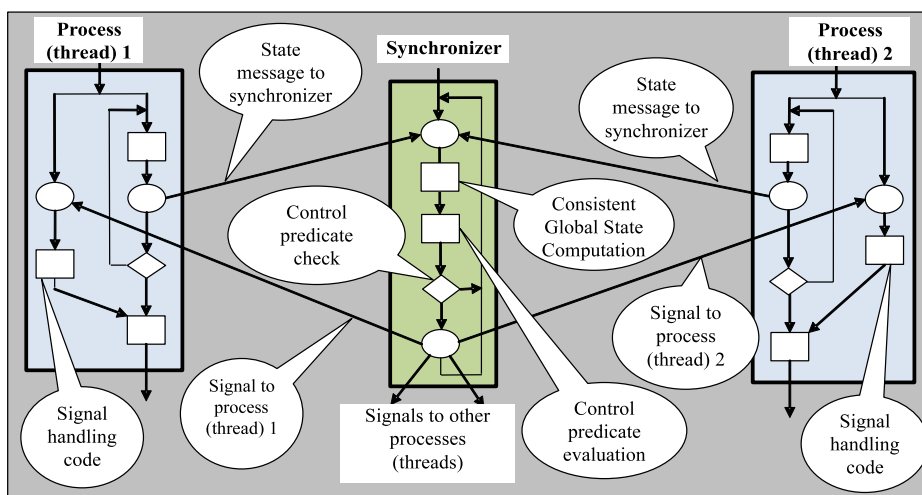 Process
(thread) 1
State
message to
synchronizer
Synchronizer
State
message to
synchronizer
Process
(thread) 2
Control
predicate
check
Consistent
Global State
Computation
Signal
handling
code
Signal to
process
(thread) 1
Signals to other
processes
(threads)
Control
predicate
evaluation
Signal to
process
(thread) 2
Signal
handling
code